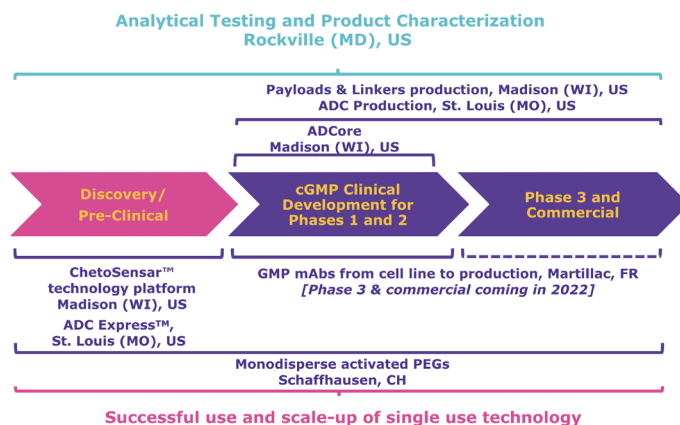 Analytical Testing and Product Characterization
Rockville (MD), US
Payloads & Linkers production, Madison (WI), US
ADC Production, St. Louis (MO), US
ADCore
Madison (WI), US
Discovery/
Pre-Clinical
cGMP Clinical
Development for
Phases 1 and 2
Phase 3 and
Commercial
ChetoSensar™
technology platform
Madison (WI), US
ADC Express™,
St. Louis (MO), US
GMP mAbs from cell line to production, Martillac, FR
[Phase 3 & commercial coming in 2022]
Monodisperse activated PEGs
Schaffhausen, CH
Successful use and scale-up of single use technology